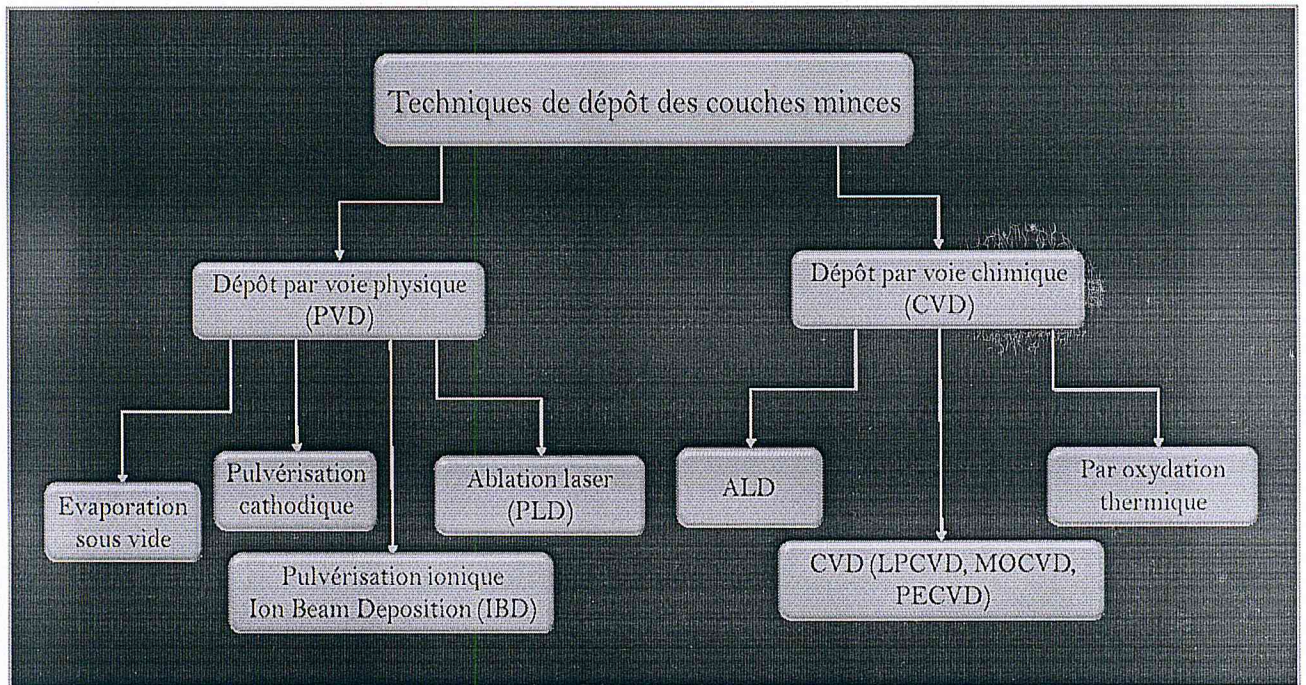 Techniques de dépôt des couches minces
Dépôt par voie physique
(PVD)
Dépôt par voie chimique
(CVD)
Evaporation
sous vide
Pulvérisation
cathodique
Pulvérisation ionique
Ion Beam Deposition (IBD)
Ablation laser
(PLD)
ALD
CVD (LPCVD, MOCVD,
PECVD)
Par oxydation
thermique